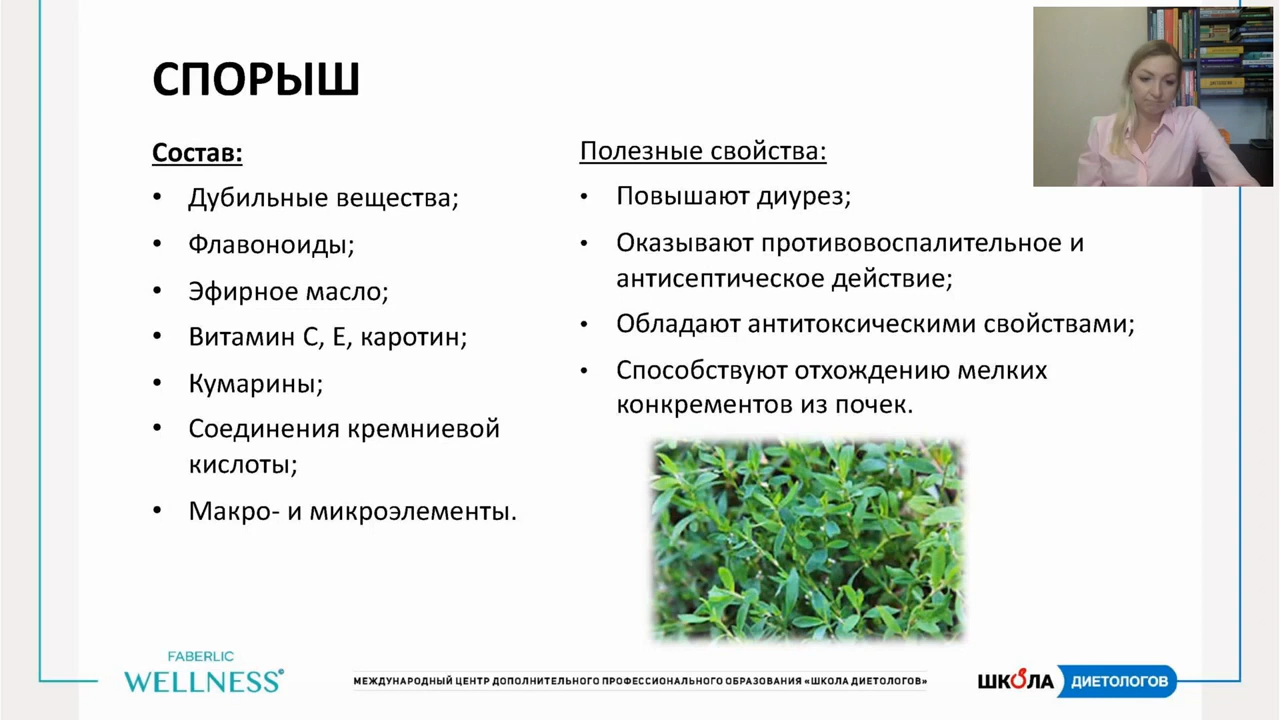 СПОРЫШ
Состав:
• Дубильные вещества;
• Флавоноиды;
• Эфирное масло;
• Витамин С, Е, каротин;
• Кумарины;
• Соединения кремниевой
кислоты;
• Макро- и микроэлементы.
Полезные свойства:
• Повышают диурез;
• Оказывают противовоспалительное и
антисептическое действие;
• Обладают антитоксическими свойствами;
• Способствуют отхождению мелких
конкрементов из почек.
FABERLIC
WELLNESS
МЕЖДУНАРОДНЫЙ ЦЕНТР ДОПОЛНИТЕЛЬНОГО ПРОФЕССИОНАЛЬНОГО ОБРАЗОВАНИЯ «ШКОЛА ДИЕТОЛОГОВ»
ШКОЛА ДИЕТОЛОГОВ